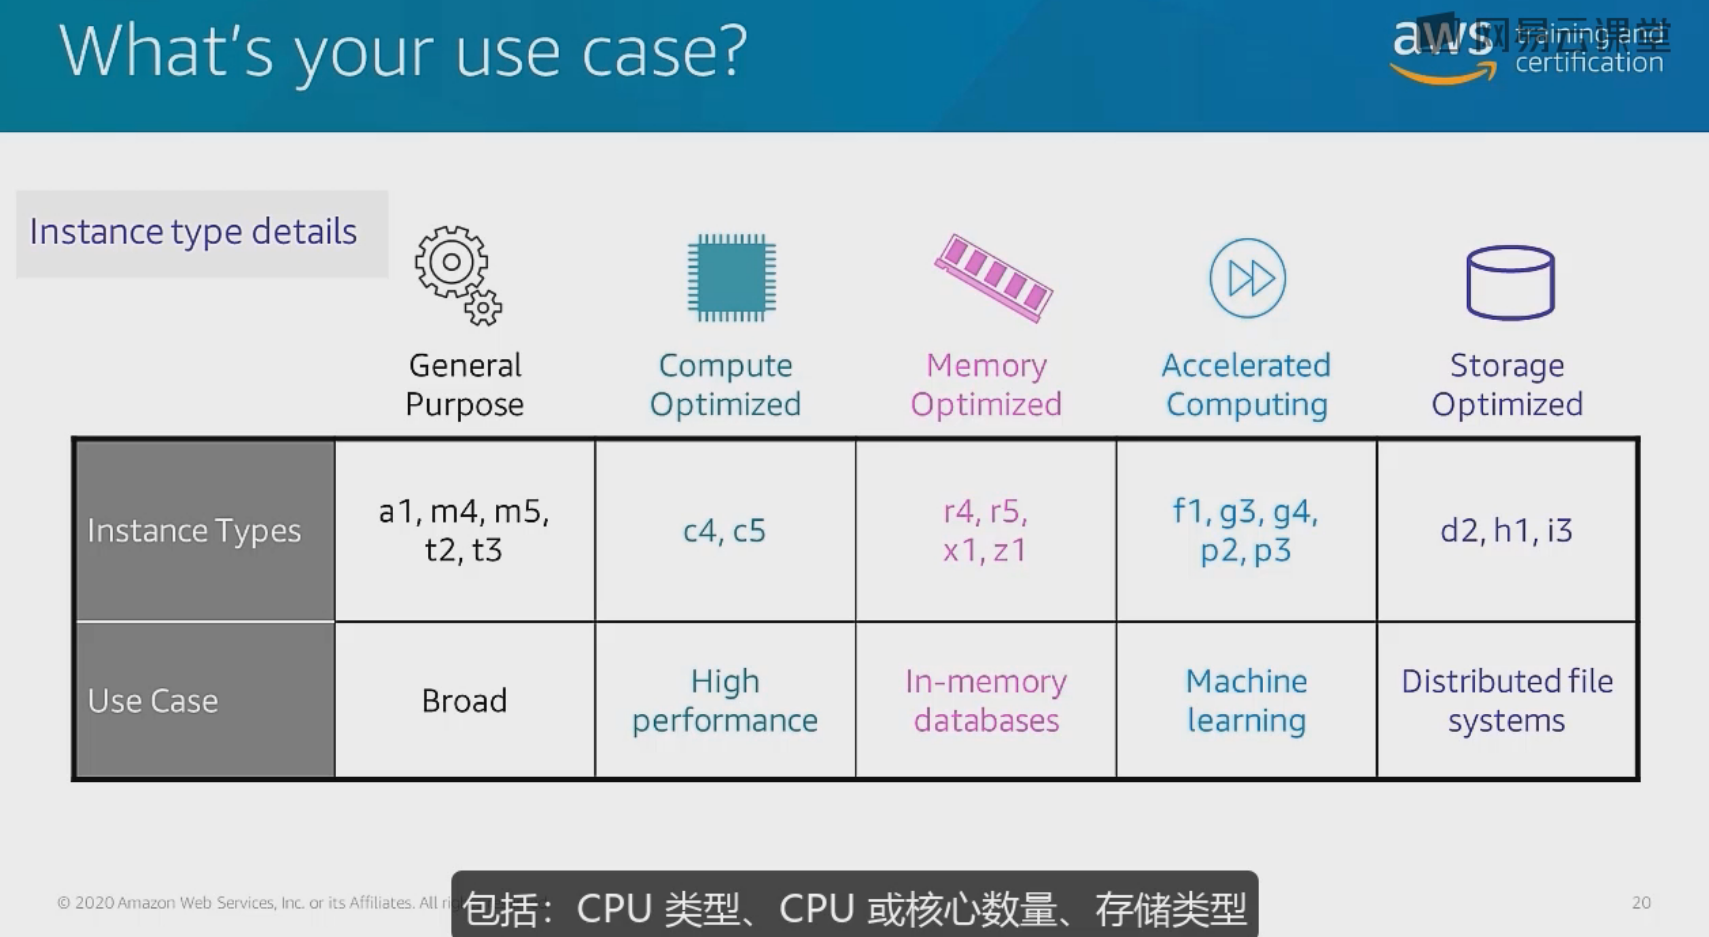 What's your use case?
aws training and certification
网易云课堂
Instance type details
General
Purpose
Compute
Optimized
Memory
Optimized
Accelerated
Computing
Storage
Optimized
Instance Types
a1, m4, m5,
t2, t3
c4, c5
r4, r5,
x1, z1
f1, g3, g4,
p2, p3
d2, h1, i3
Use Case
Broad
High
performance
In-memory
databases
Machine
learning
Distributed file
systems
© 2020 Amazon Web Services, Inc. or its Affiliates. All
包括：CPU 类型、CPU 或核心数量、存储类型
20